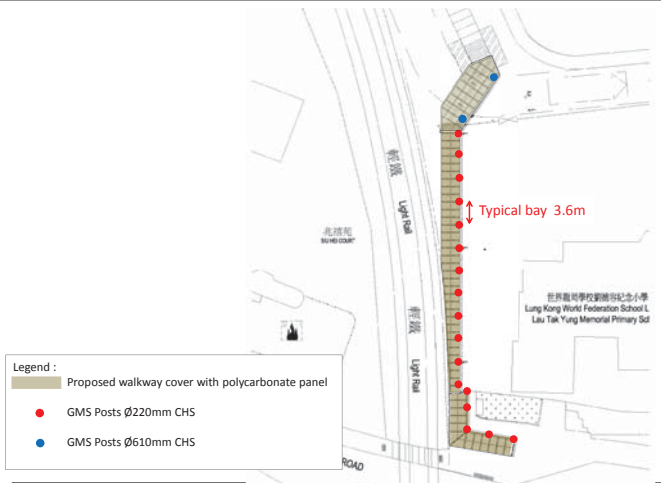 輕鐵
Light Rail
Typical bay 3.6m
兆禧苑
SIU HEI COURT
世界龍岡學校劉德容紀念小學
Lung Kong World Federation School L
Lau Tak Yung Memorial Primary Scl
輕鐵
Light Rail
Legend :
Proposed walkway cover with polycarbonate panel
GMS Posts Ø220mm CHS
GMS Posts Ø610mm CHS
ROAD